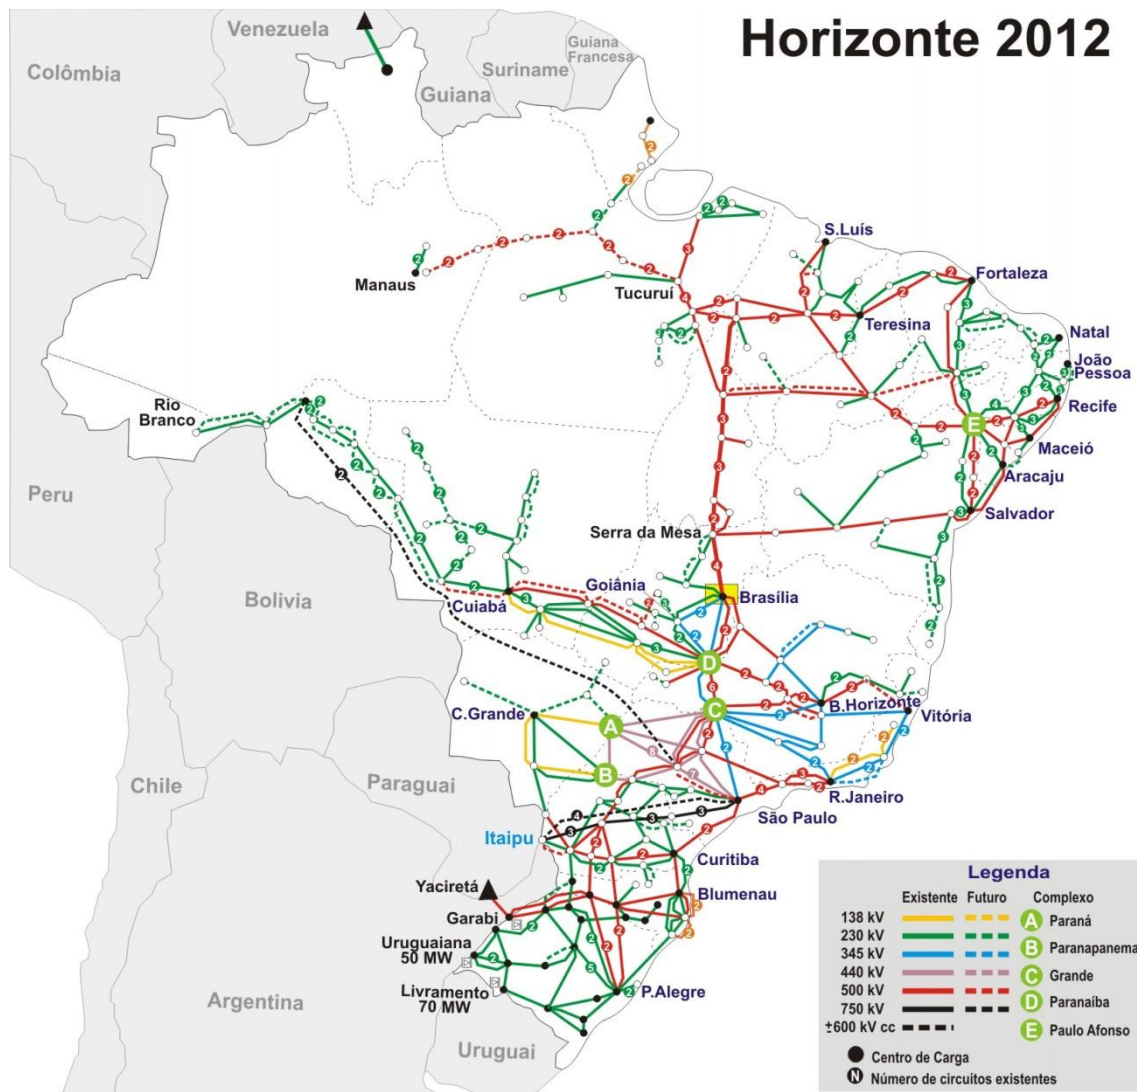 Horizonte 2012
Venezuela
Colômbia
Guiana
Suriname
Guiana
Francesa
S.Luís
Fortaleza
Manaus
Tucuruí
Teresina
Natal
João
Pessoa
Rio
Branco
Recife
E
Maceió
Aracaju
Peru
Salvador
Serra da Mesa
Bolivia
Cuiabá
Goiânia
Brasília
D
C.Grande
A
C
B.Horizonte
Vitória
Chile
Paraguai
B
R.Janeiro
São Paulo
Itaipu
Curitiba
Yaciretá
Blumenau
Garabi
Uruguaiana
50 MW
Livramento
70 MW
P.Alegre
Argentina
Uruguai
Legenda
Existente Futuro Complexo
138 kV A Paraná
230 kV B Paranapanema
345 kV C Grande
440 kV
500 kV D Paranaíba
750 kV
±600 kV cc E Paulo Afonso
Centro de Carga
N Número de circuitos existentes